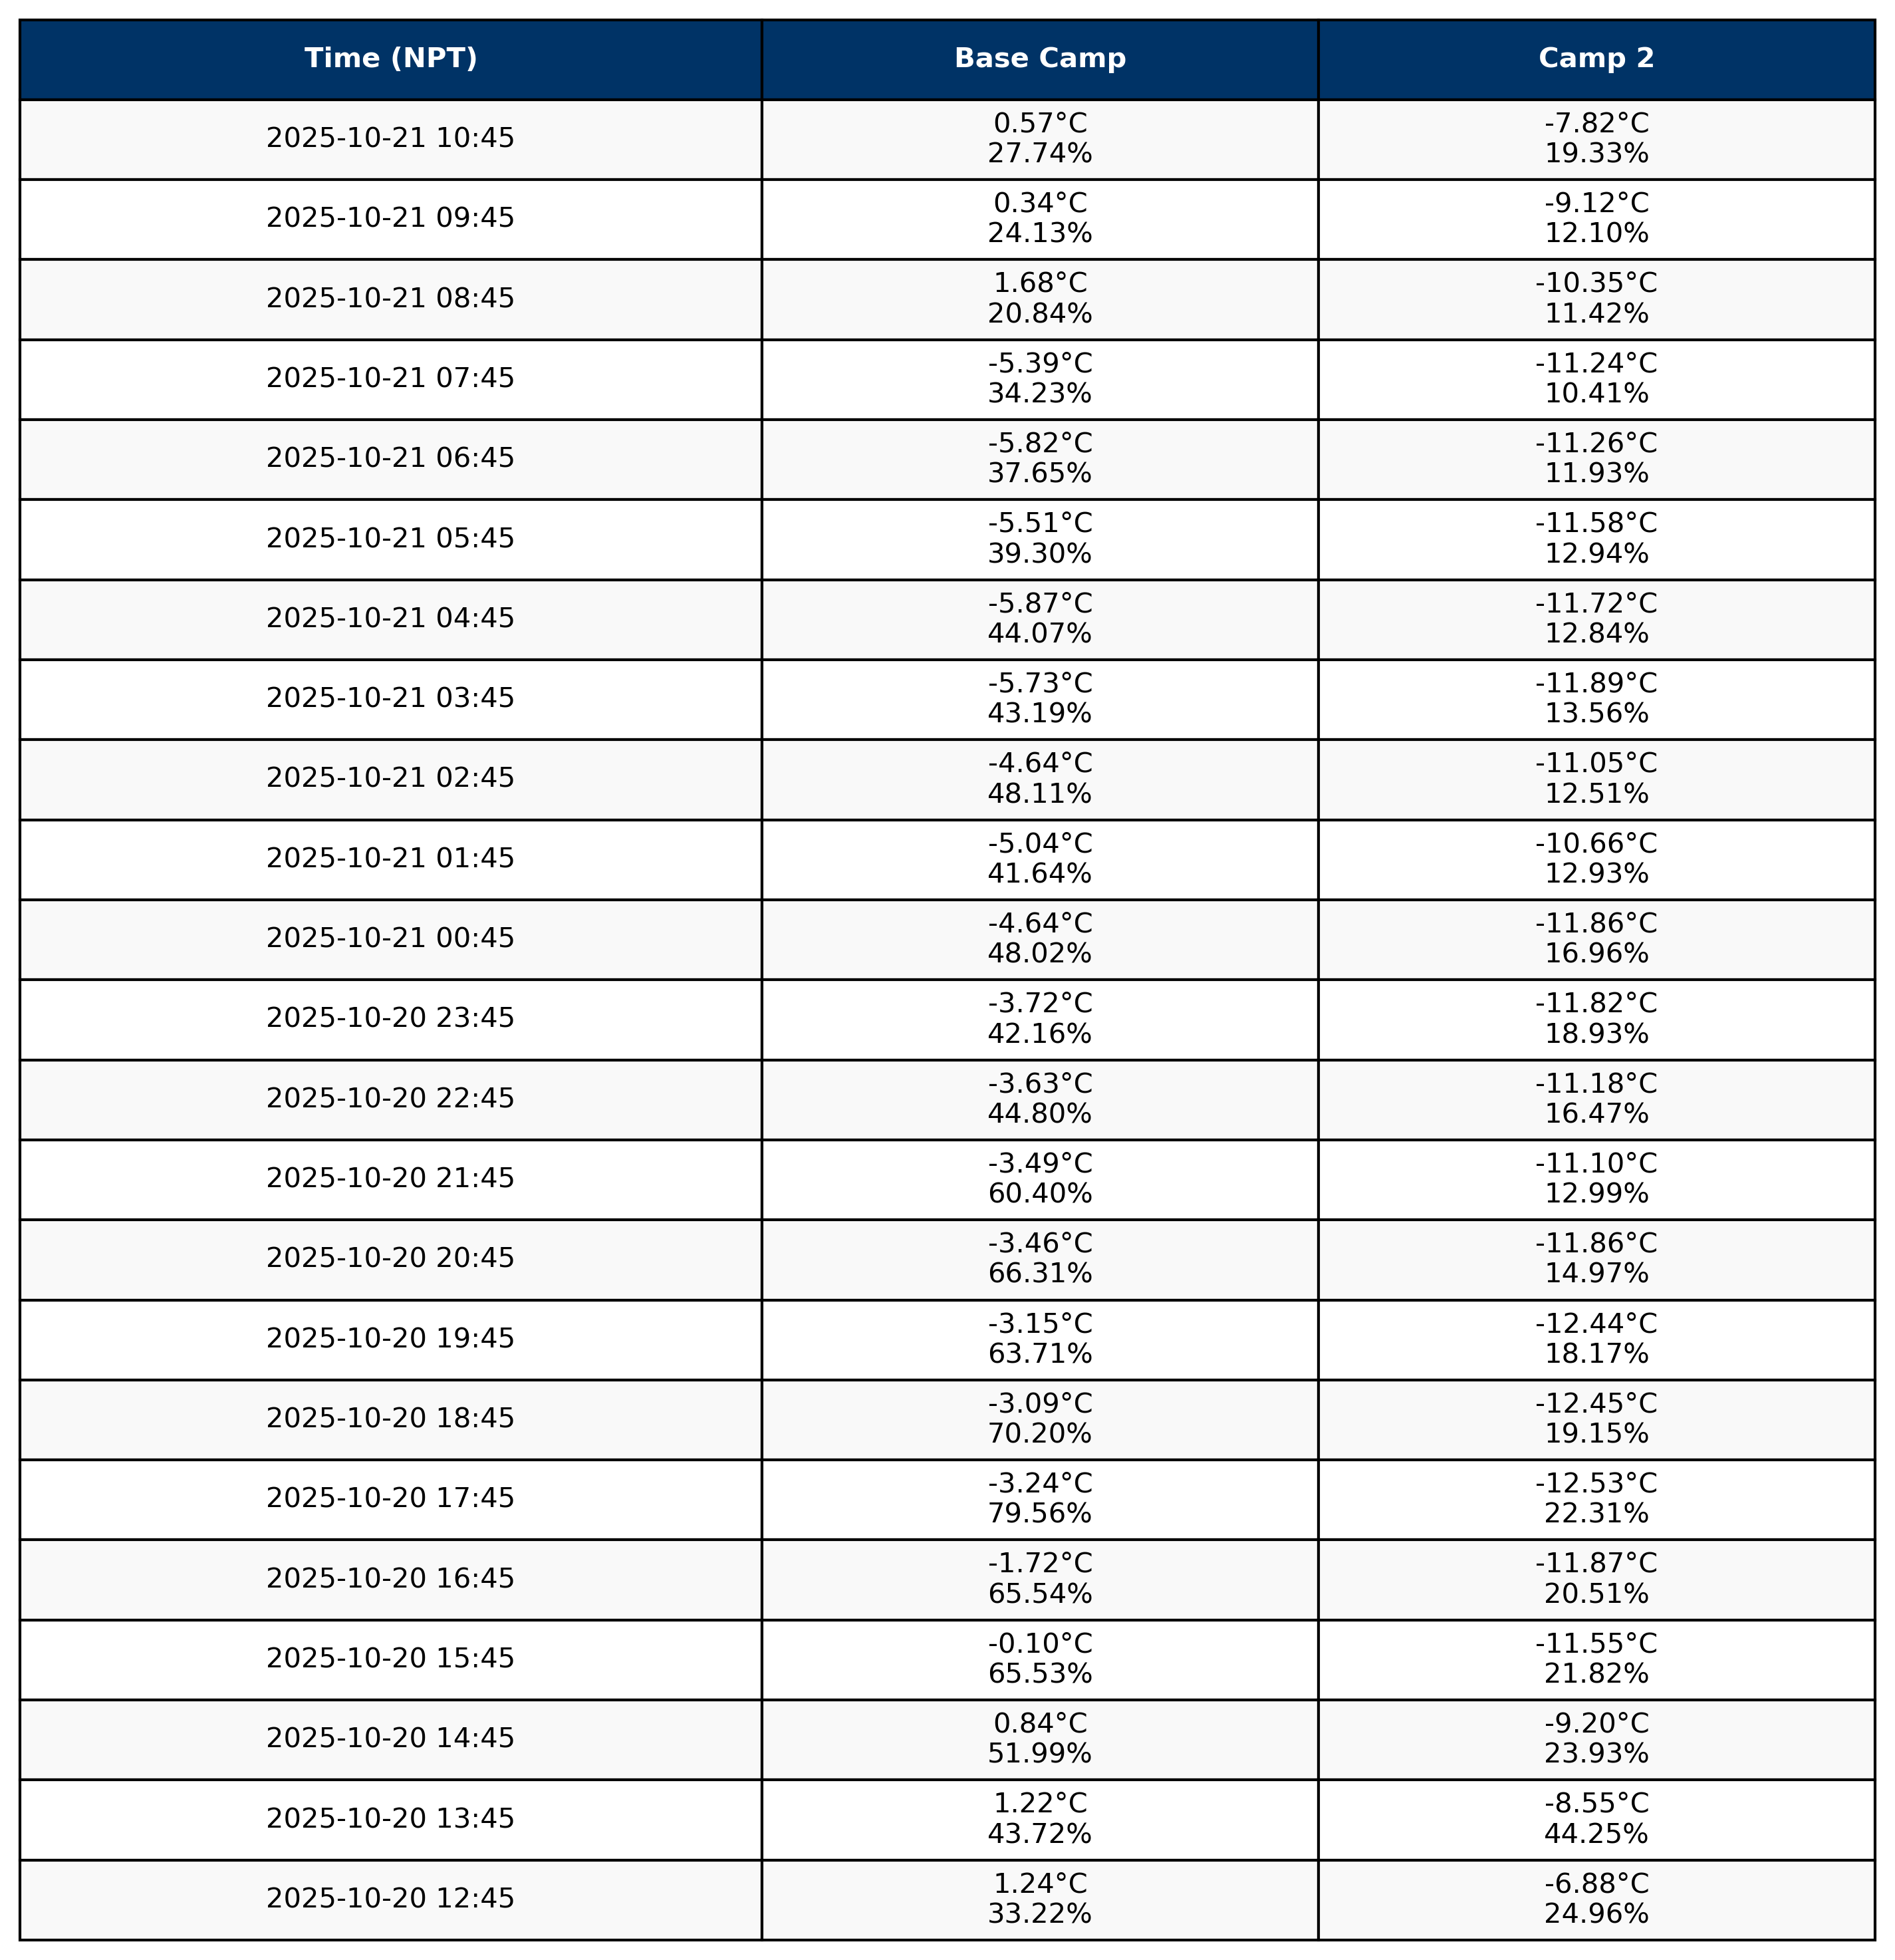 Time (NPT) Base Camp Camp 2
2025-10-21 10:45 0.57°C -7.82°C
27.74% 19.33%
2025-10-21 09:45 0.34°C -9.12°C
24.13% 12.10%
2025-10-21 08:45 1.68°C -10.35°C
20.84% 11.42%
2025-10-21 07:45 -5.39°C -11.24°C
34.23% 10.41%
2025-10-21 06:45 -5.82°C -11.26°C
37.65% 11.93%
2025-10-21 05:45 -5.51°C -11.58°C
39.30% 12.94%
2025-10-21 04:45 -5.87°C -11.72°C
44.07% 12.84%
2025-10-21 03:45 -5.73°C -11.89°C
43.19% 13.56%
2025-10-21 02:45 -4.64°C -11.05°C
48.11% 12.51%
2025-10-21 01:45 -5.04°C -10.66°C
41.64% 12.93%
2025-10-21 00:45 -4.64°C -11.86°C
48.02% 16.96%
2025-10-20 23:45 -3.72°C -11.82°C
42.16% 18.93%
2025-10-20 22:45 -3.63°C -11.18°C
44.80% 16.47%
2025-10-20 21:45 -3.49°C -11.10°C
60.40% 12.99%
2025-10-20 20:45 -3.46°C -11.86°C
66.31% 14.97%
2025-10-20 19:45 -3.15°C -12.44°C
63.71% 18.17%
2025-10-20 18:45 -3.09°C -12.45°C
70.20% 19.15%
2025-10-20 17:45 -3.24°C -12.53°C
79.56% 22.31%
2025-10-20 16:45 -1.72°C -11.87°C
65.54% 20.51%
2025-10-20 15:45 -0.10°C -11.55°C
65.53% 21.82%
2025-10-20 14:45 0.84°C -9.20°C
51.99% 23.93%
2025-10-20 13:45 1.22°C -8.55°C
43.72% 44.25%
2025-10-20 12:45 1.24°C -6.88°C
33.22% 24.96%